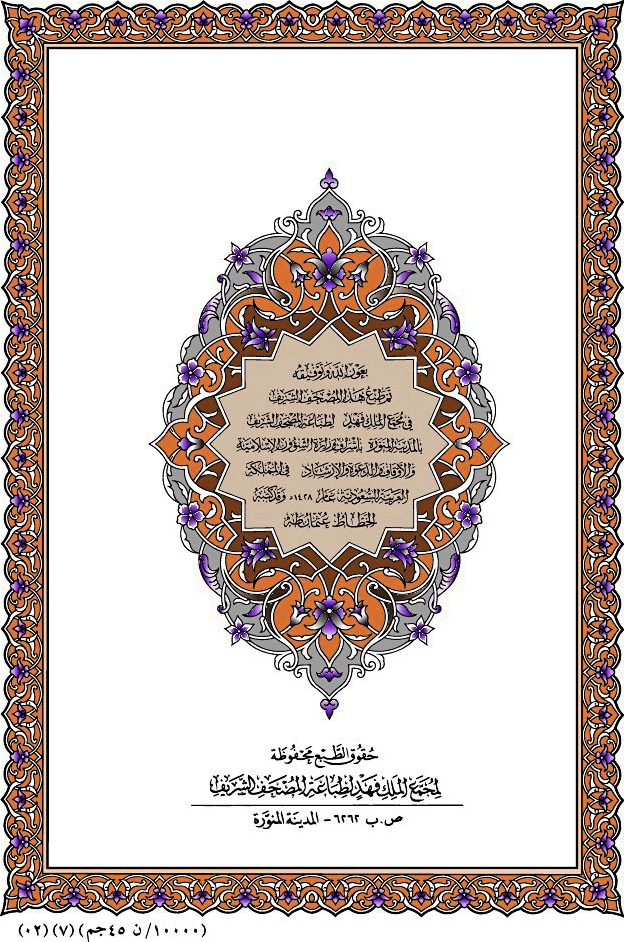 بعون الله وتوفيقه
تم طبع هذا المصحف الشريف
في مجمع الملك فهد لطباعة المصحف الشريف
بالمدينة المنورة بإشراف وزارة الشؤون الإسلامية
والأوقاف والدعوة والإرشاد في المملكة
العربية السعودية عام ١٤٢٨هـ وقد كتبه
الخطاط عثمان طه
حقوق الطبع محفوظة
لمجمع الملك فهد لطباعة المصحف الشريف
ص.ب ٦٢٦٢ - المدينة المنورة
(١٠٠٠٠/ن ٤٥جم) (٧) (٠٢)